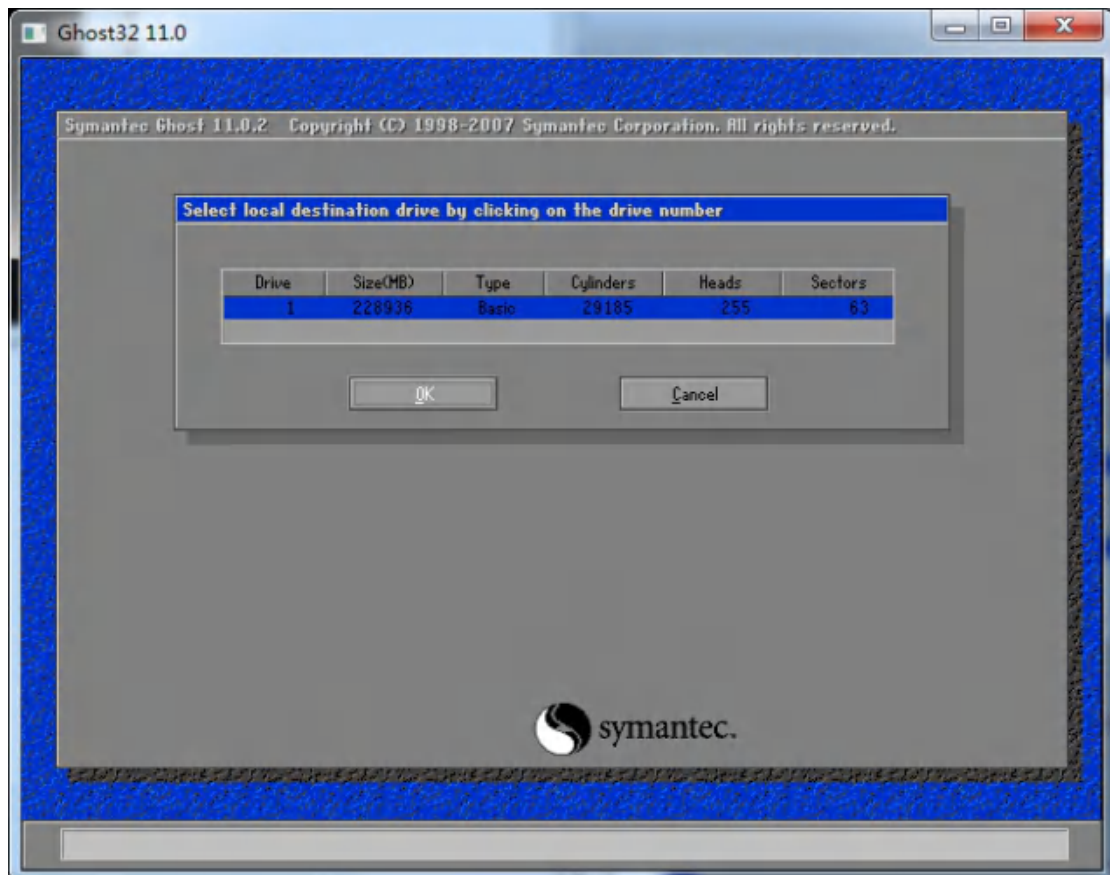 Ghost32 11.0
Symantec Ghost 11.0.2 Copyright (C) 1998-2007 Symantec Corporation. All rights reserved.
Select local destination drive by clicking on the drive number
Drive Size(MB) Type Cylinders Heads Sectors
1 228936 Basic 29185 255 63
OK Cancel
symantec.